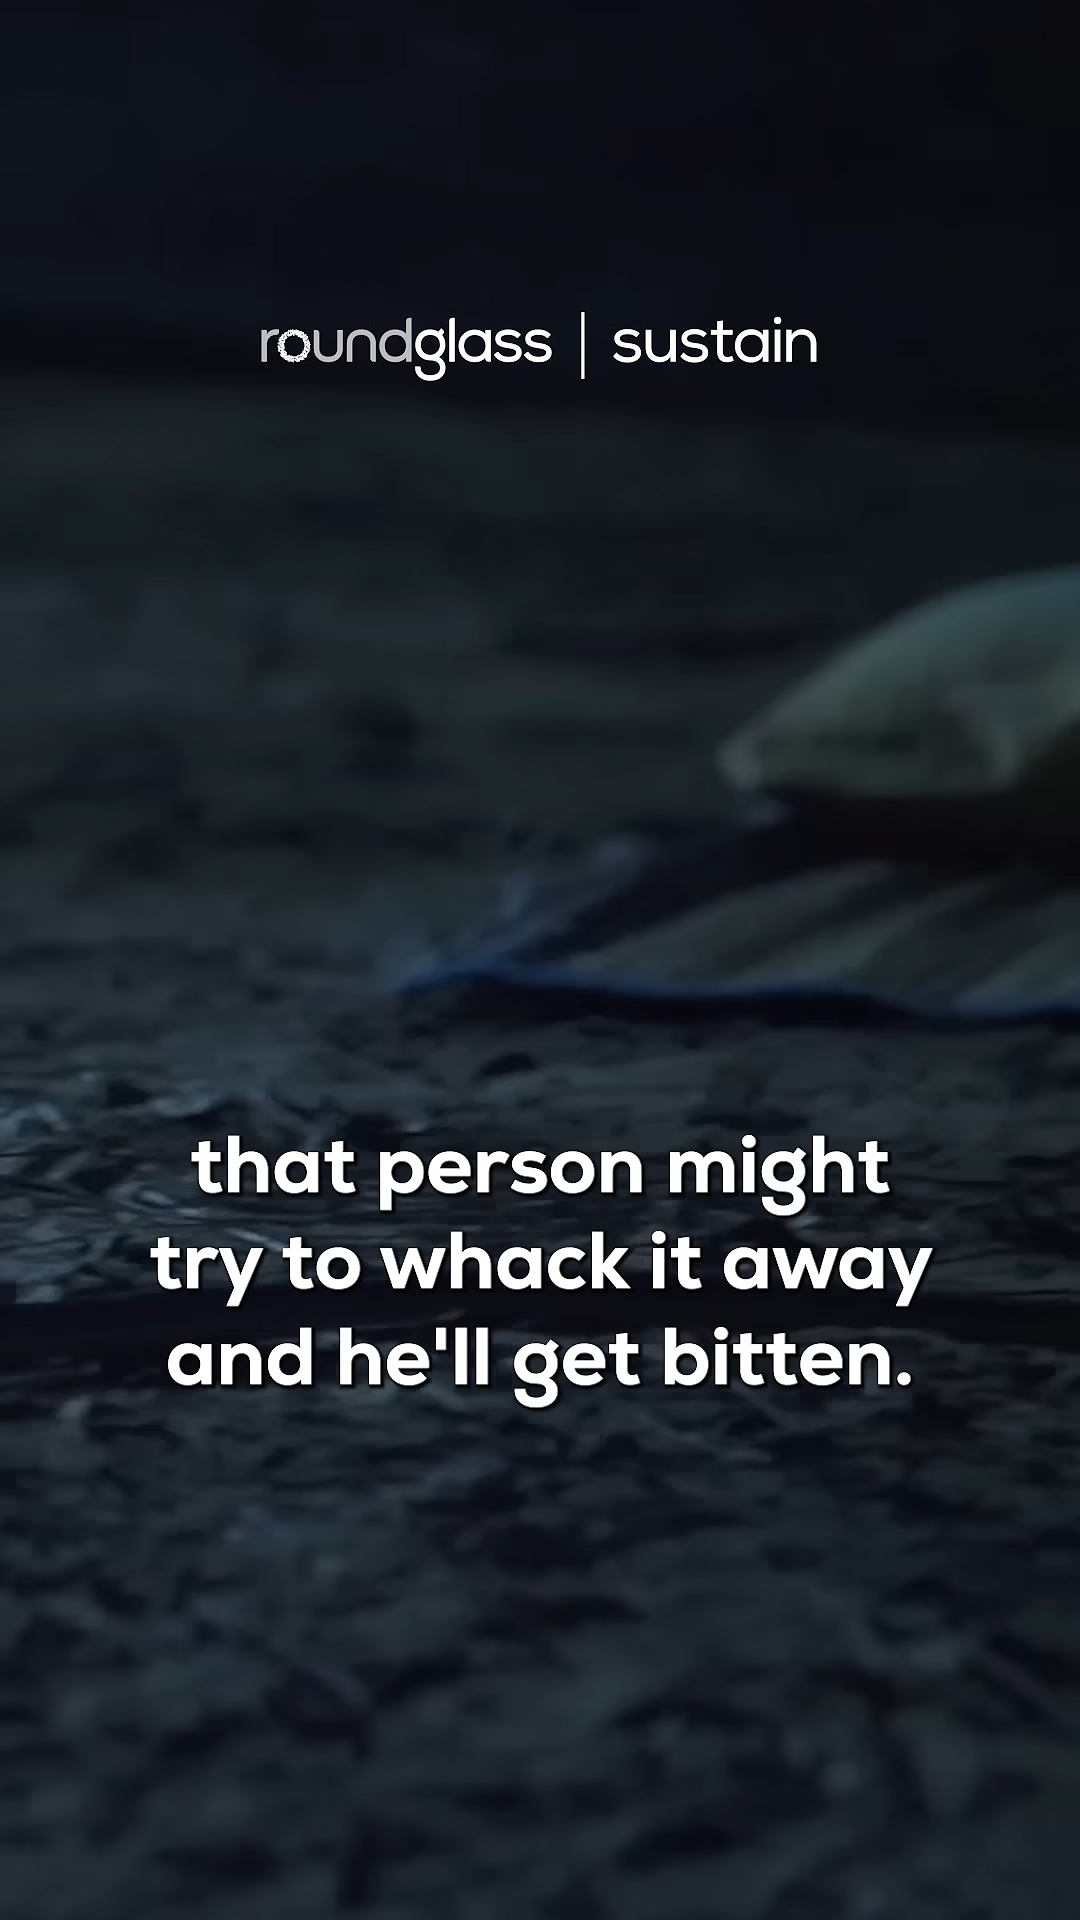 roundglass | sustain
that person might
try to whack it away
and he'll get bitten.